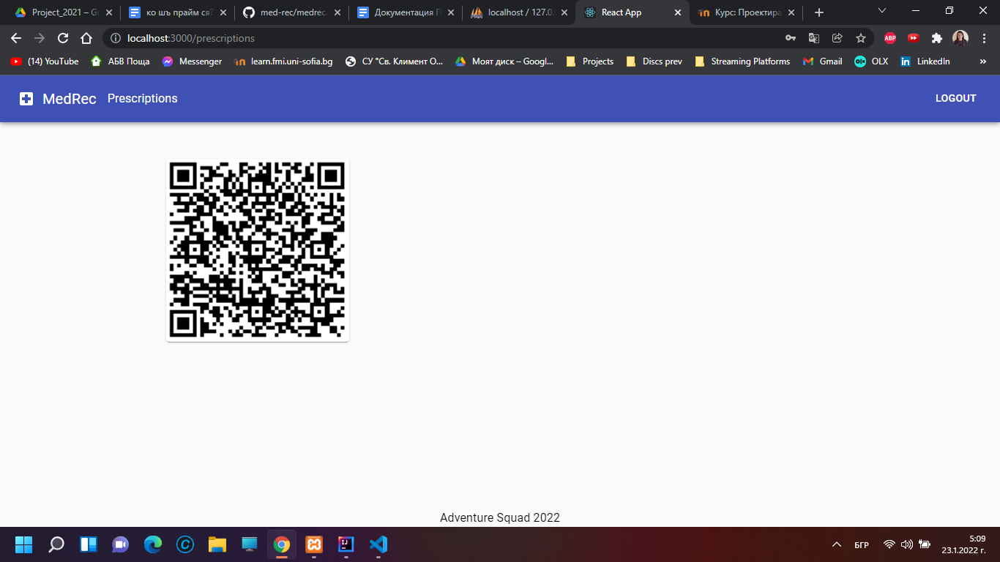 Project_2021 – Go
ко шъ прайм ся?
med-rec/medrec.
Документация П
localhost / 127.0.
React App
Курс: Проектира
localhost:3000/prescriptions
ABP
(14) YouTube
АБВ Поща
Messenger
learn.fmi.uni-sofia.bg
СУ "Св. Климент О...
Моят диск – Googl...
Projects
Discs prev
Streaming Platforms
Gmail
OLX
LinkedIn
»
MedRec
Prescriptions
LOGOUT
Adventure Squad 2022
БГР
5:09
23.1.2022 г.